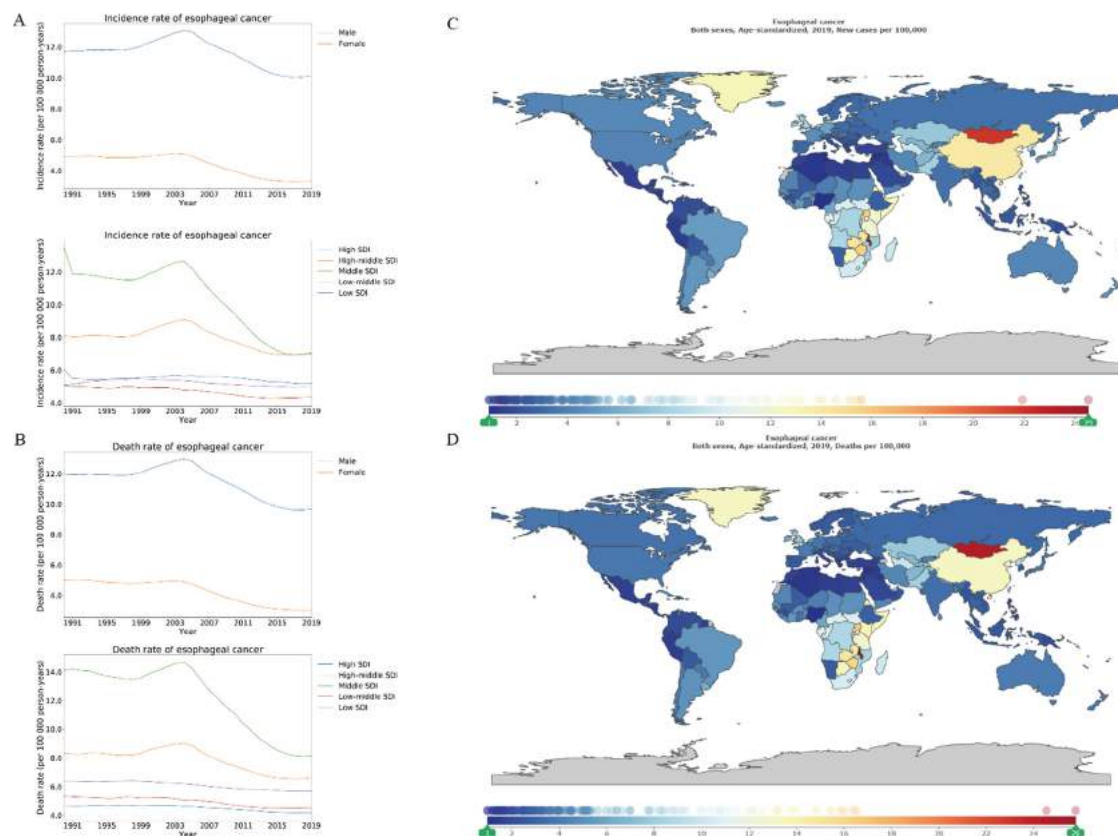 A
Incidence rate of esophageal cancer
Incidence rate (per 100 000 person-years)
12.0
10.0
8.0
6.0
4.0
1991 1995 1999 2003 2007 2011 2015 2019
Year
Male
Female
Incidence rate of esophageal cancer
Incidence rate (per 100 000 person-years)
12.0
10.0
8.0
6.0
4.0
1991 1995 1999 2003 2007 2011 2015 2019
Year
High SDI
High-middle SDI
Middle SDI
Low-middle SDI
Low SDI
B
Death rate of esophageal cancer
Death rate (per 100 000 person-years)
12.0
10.0
8.0
6.0
4.0
1991 1995 1999 2003 2007 2011 2015 2019
Year
Male
Female
Death rate of esophageal cancer
Death rate (per 100 000 person-years)
14.0
12.0
10.0
8.0
6.0
4.0
1991 1995 1999 2003 2007 2011 2015 2019
Year
High SDI
High-middle SDI
Middle SDI
Low-middle SDI
Low SDI
C
Esophageal cancer
Both sexes, Age-standardized, 2019, New cases per 100,000
2 4 6 8 10 12 14 16 18 20 22 24
D
Esophageal cancer
Both sexes, Age-standardized, 2019, Deaths per 100,000
2 4 6 8 10 12 14 16 18 20 22 24